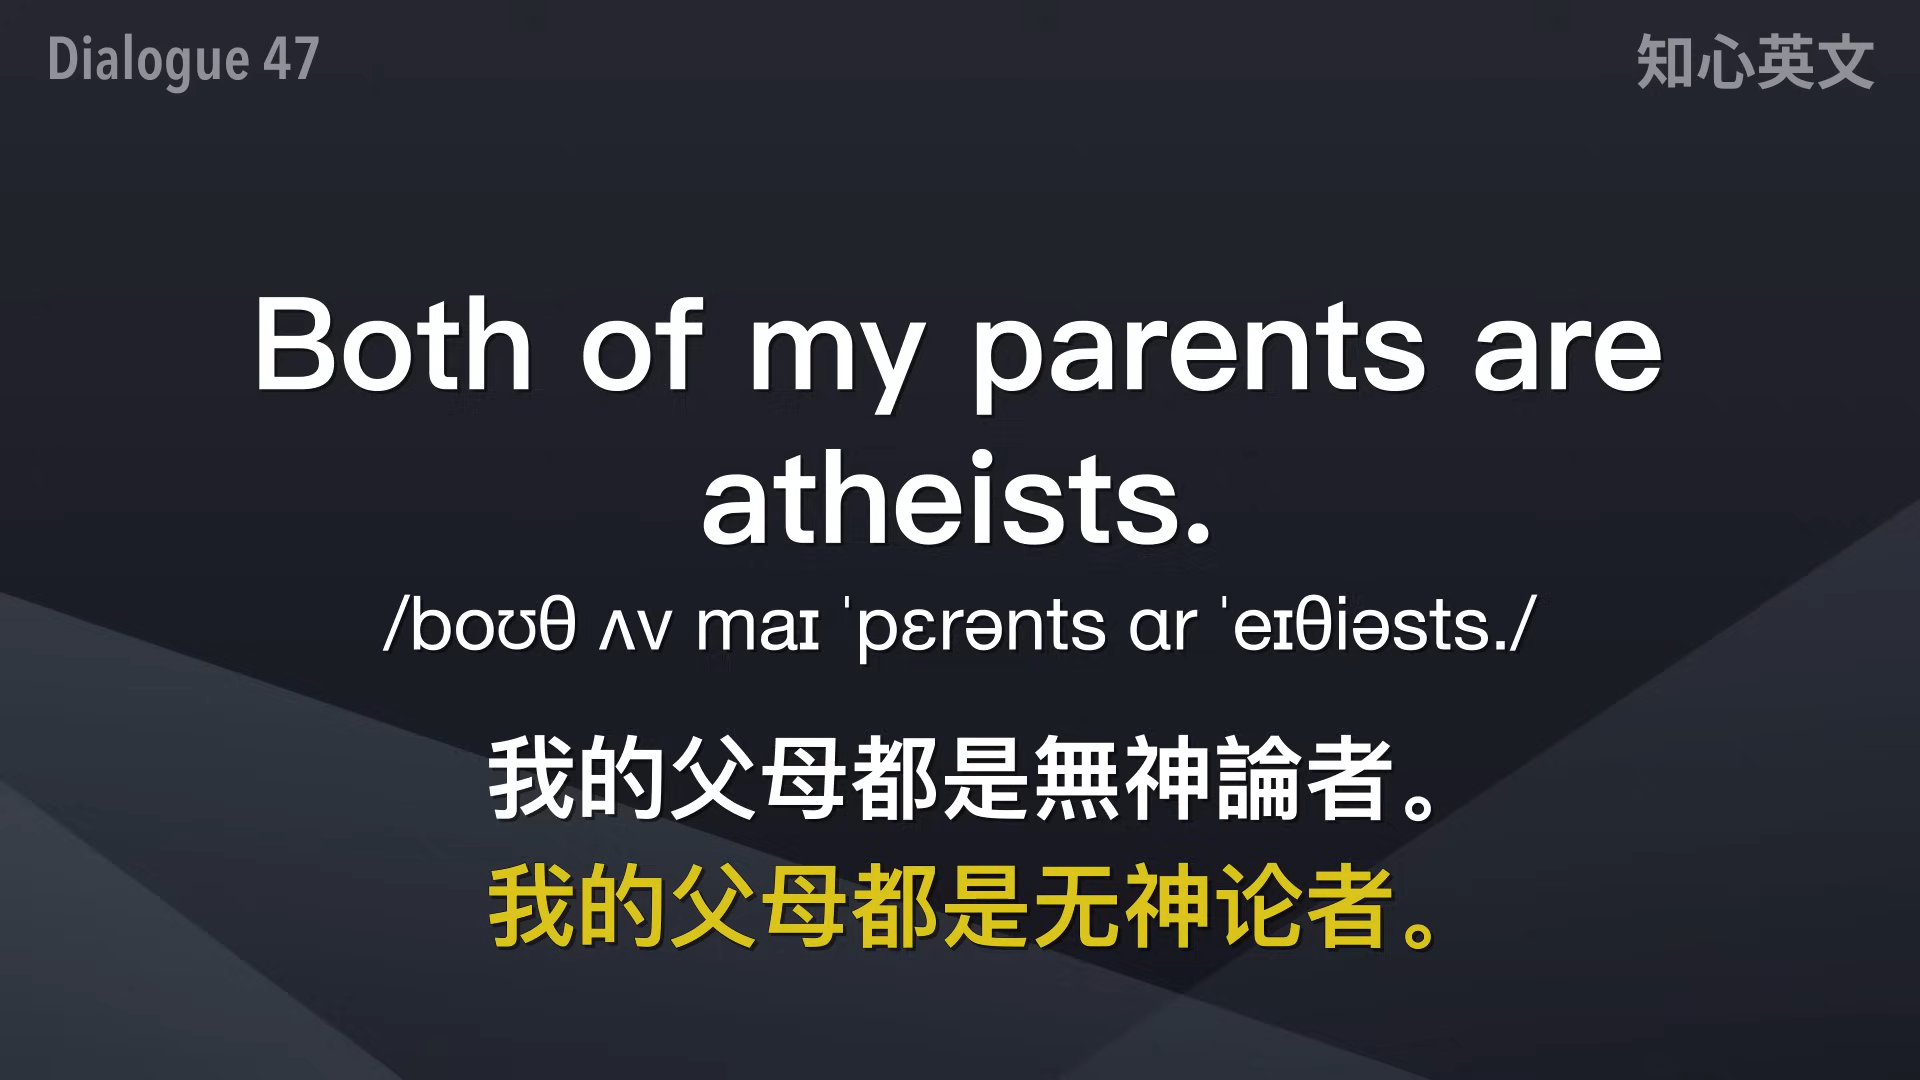 Dialogue 47
知心英文
Both of my parents are
atheists.
/boʊθ ʌv maɪ ˈpɛrənts ɑr ˈeɪθiəsts./
我的父母都是無神論者。
我的父母都是无神论者。